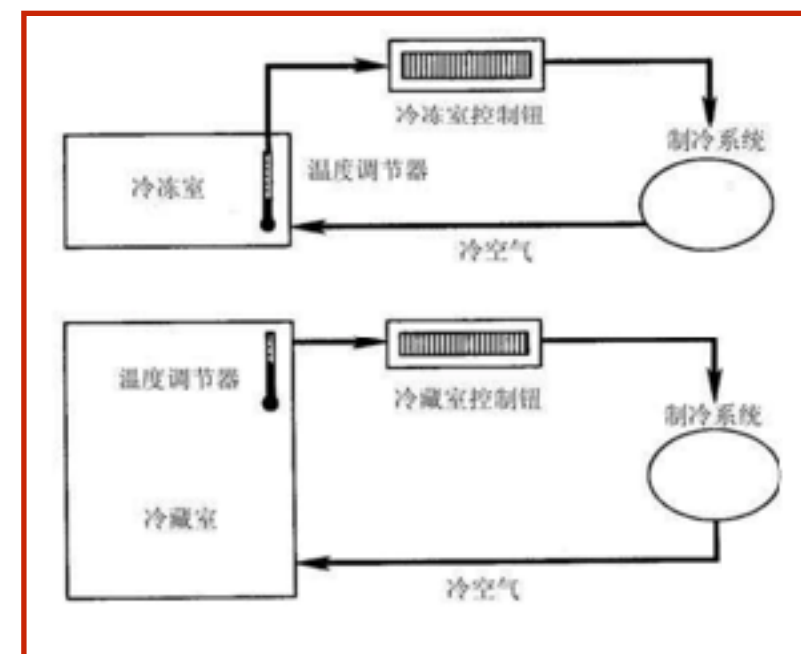 冷冻室控制钮
制冷系统
冷冻室
温度调节器
冷空气
温度调节器
冷藏室控制钮
制冷系统
冷藏室
冷空气